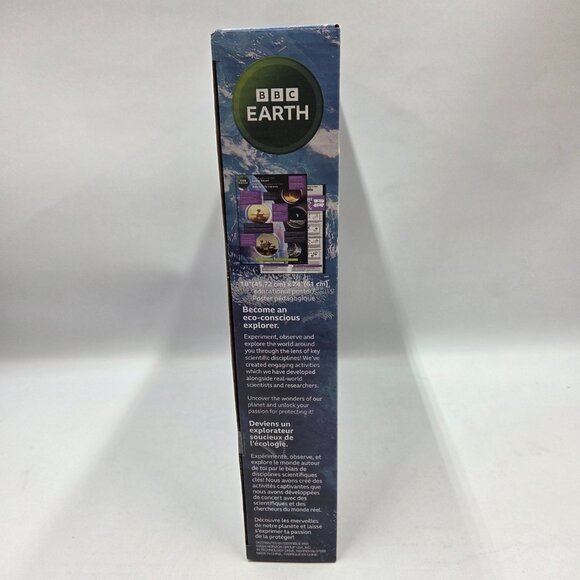 BBC
EARTH
18" (45.72 cm) x 24" (61 cm)
educational poster /
Poster pédagogique
Become an
eco-conscious
explorer.
Experiment, observe and
explore the world around
you through the lens of key
scientific disciplines! We've
created engaging activities
which we have developed
alongside real-world
scientists and researchers.
Uncover the wonders of our
planet and unlock your
passion for protecting it!
Deviens un
explorateur
soucieux de
l'écologie.
Expérimente, observe, et
explore le monde autour
de toi par le biais de
disciplines scientifiques
clés! Nous avons créé des
activités captivantes que
nous avons développées
de concert avec des
scientifiques et des
chercheurs du monde réel.
Découvre les merveilles
de notre planète et laisse
s'exprimer ta passion
de la protéger!
MADE IN CHINA. FABRIQUÉ EN CHINE.